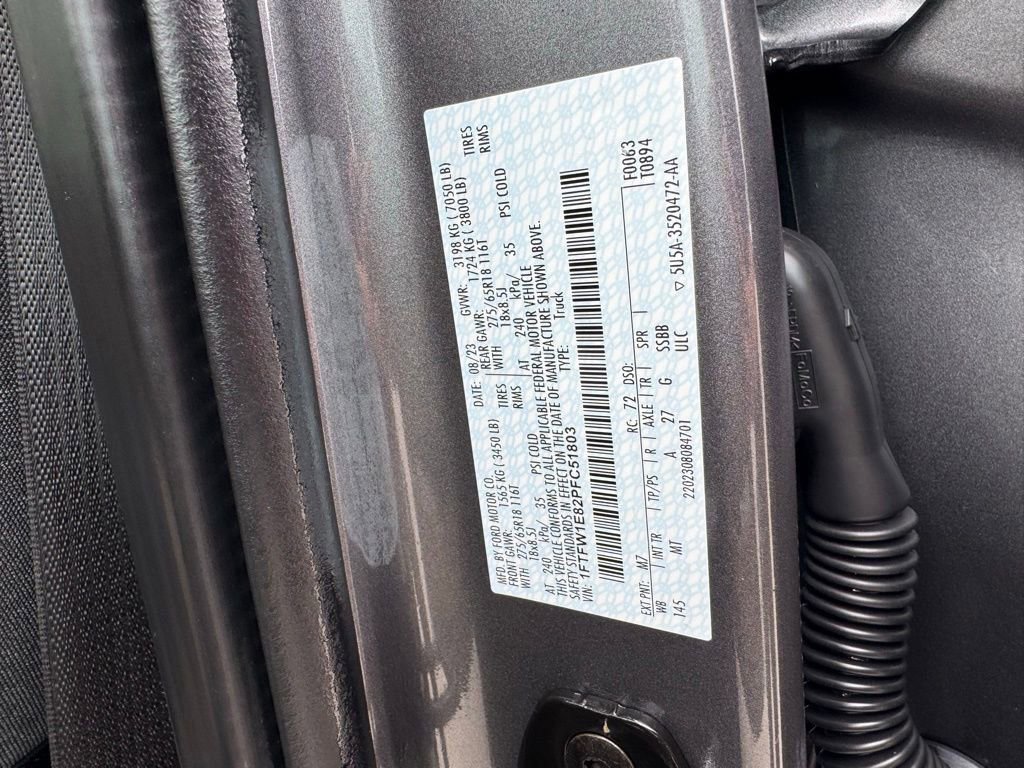 MFD. BY FORD MOTOR CO. DATE: 08/23 GVWR: 3198 KG ( 7050 LB)
FRONT GAWR: 1565 KG ( 3450 LB) REAR GAWR: 1724 KG ( 3800 LB)
WITH 275/65R18 116T TIRES WITH 275/65R18 116T TIRES
18x8.5J RIMS 18x8.5J RIMS
AT 240 kPa/ 35 PSI COLD AT 240 kPa/ 35 PSI COLD
THIS VEHICLE CONFORMS TO ALL APPLICABLE FEDERAL MOTOR VEHICLE
SAFETY STANDARDS IN EFFECT ON THE DATE OF MANUFACTURE SHOWN ABOVE.
VIN: 1FTFW1E82PFC51803 TYPE: Truck
F0063
T0894
EXT PNT: M7 RC: 72 DSO:
WB INT TR TP/PS R AXLE TR SPR
145 MT A 27 G SSBB
ULC
2202308084701 ▽ 5U5A-3520472-AA
FoMoCo